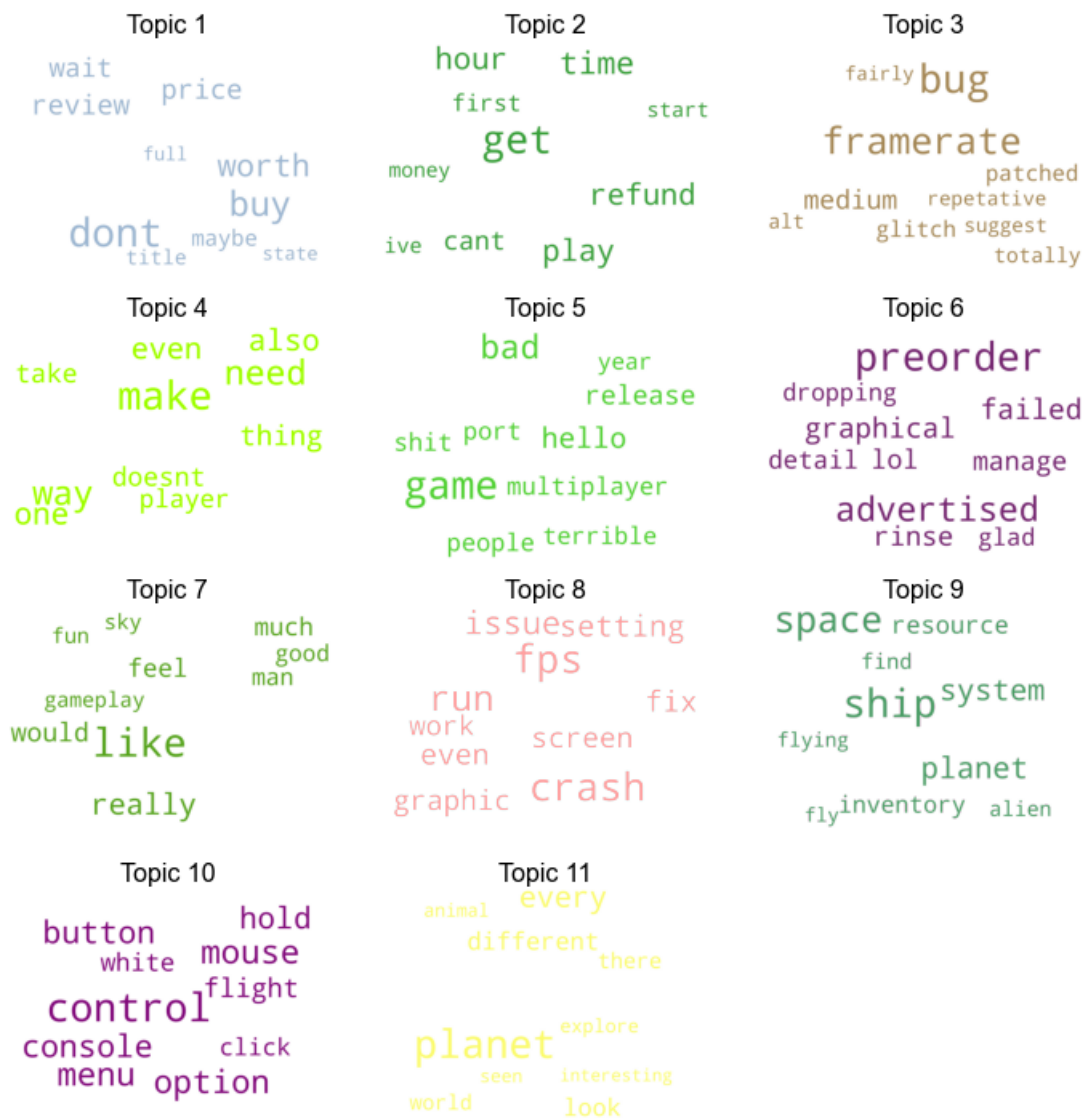 Topic 1
wait
price
review
full
worth
buy
dont
maybe
title
state
Topic 2
hour
time
first
start
get
money
refund
ive
cant
play
Topic 3
fairly
bug
framerate
patched
medium
repetative
alt
glitch
suggest
totally
Topic 4
even
also
take
need
make
thing
doesnt
way
player
one
Topic 5
bad
year
release
shit
port
hello
game
multiplayer
people
terrible
Topic 6
preorder
dropping
failed
graphical
detail
lol
manage
advertised
rinse
glad
Topic 7
sky
fun
much
good
feel
man
gameplay
would
like
really
Topic 8
issue
setting
fps
run
fix
work
screen
even
crash
graphic
Topic 9
space
resource
find
system
ship
flying
planet
inventory
fly
alien
Topic 10
hold
button
mouse
white
flight
control
console
click
menu
option
Topic 11
every
animal
different
there
explore
planet
seen
interesting
world
look